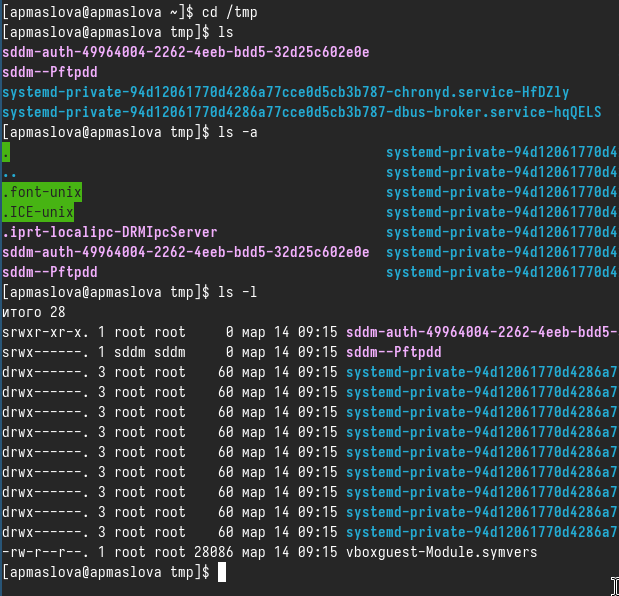 [apmaslova@apmaslova ~]$ cd /tmp
[apmaslova@apmaslova tmp]$ ls
sddm-auth-49964004-2262-4eeb-bdd5-32d25c602e0e
sddm--Pftpdd
systemd-private-94d12061770d4286a77cce0d5cb3b787-chronyd.service-HfDZly
systemd-private-94d12061770d4286a77cce0d5cb3b787-dbus-broker.service-hqQELS
[apmaslova@apmaslova tmp]$ ls -a
. systemd-private-94d12061770d4
.. systemd-private-94d12061770d4
.font-unix systemd-private-94d12061770d4
.ICE-unix systemd-private-94d12061770d4
.iprt-localipc-DRMIpcServer systemd-private-94d12061770d4
sddm-auth-49964004-2262-4eeb-bdd5-32d25c602e0e systemd-private-94d12061770d4
sddm--Pftpdd systemd-private-94d12061770d4
[apmaslova@apmaslova tmp]$ ls -l
итого 28
srwxr-xr-x. 1 root root 0 мар 14 09:15 sddm-auth-49964004-2262-4eeb-bdd5-
srwx------. 1 sddm sddm 0 мар 14 09:15 sddm--Pftpdd
drwx------. 3 root root 60 мар 14 09:15 systemd-private-94d12061770d4286a7
drwx------. 3 root root 60 мар 14 09:15 systemd-private-94d12061770d4286a7
drwx------. 3 root root 60 мар 14 09:15 systemd-private-94d12061770d4286a7
drwx------. 3 root root 60 мар 14 09:15 systemd-private-94d12061770d4286a7
drwx------. 3 root root 60 мар 14 09:15 systemd-private-94d12061770d4286a7
drwx------. 3 root root 60 мар 14 09:15 systemd-private-94d12061770d4286a7
drwx------. 3 root root 60 мар 14 09:15 systemd-private-94d12061770d4286a7
drwx------. 3 root root 60 мар 14 09:15 systemd-private-94d12061770d4286a7
drwx------. 3 root root 60 мар 14 09:15 systemd-private-94d12061770d4286a7
-rw-r--r--. 1 root root 28086 мар 14 09:15 vboxguest-Module.symvers
[apmaslova@apmaslova tmp]$